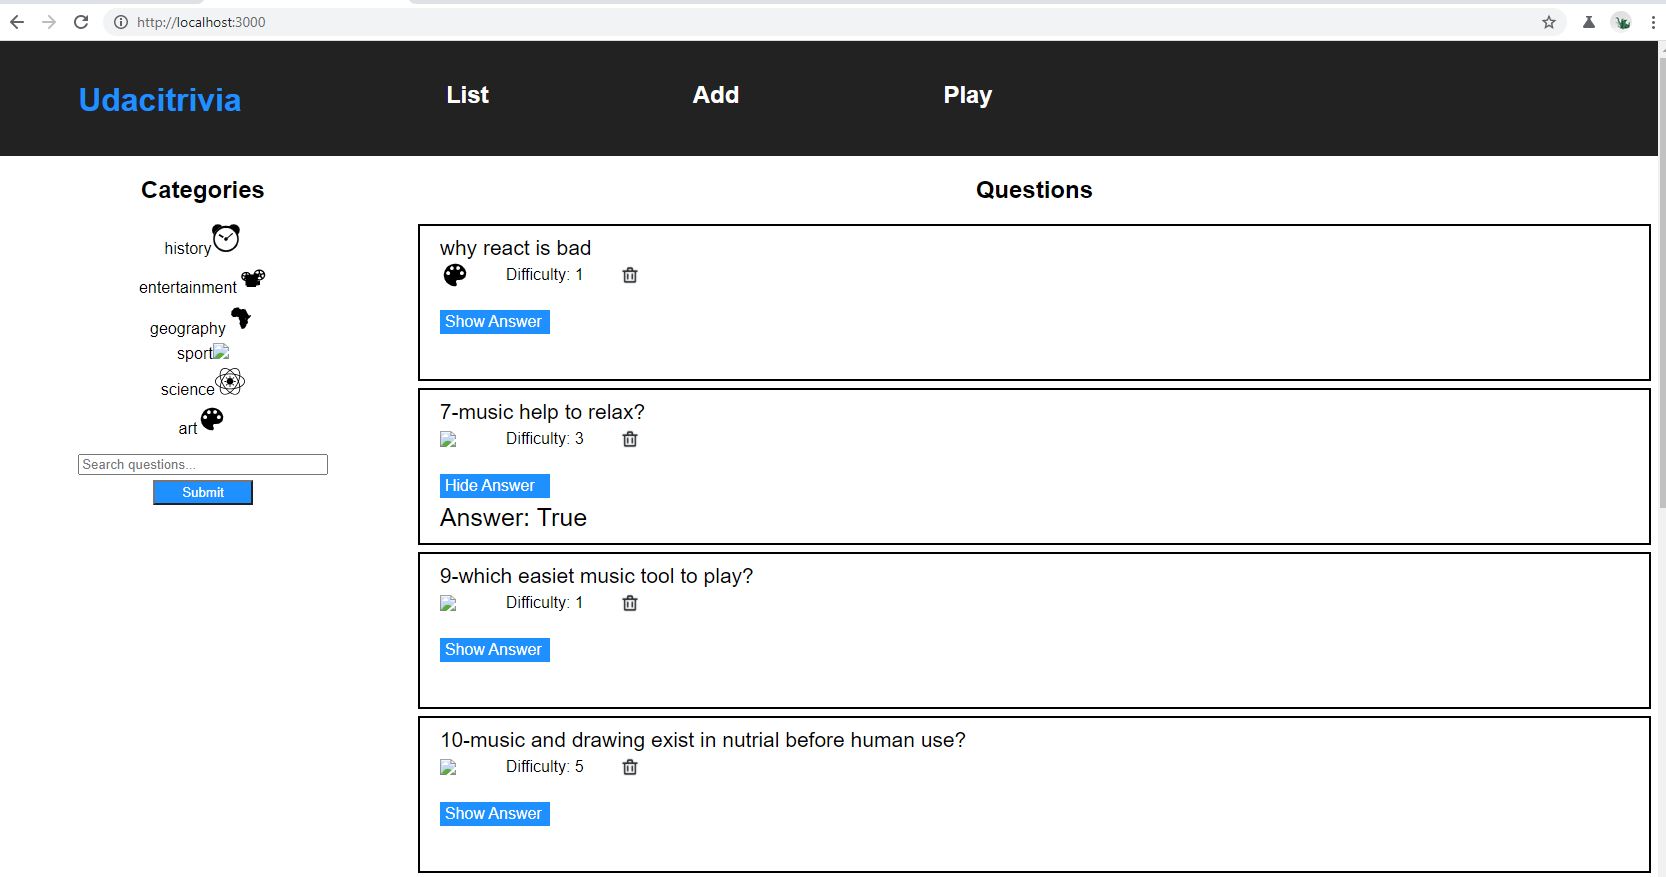 http://localhost:3000
Udacitrivia
List
Add
Play
Categories
history
entertainment
geography
sport
science
art
Search questions...
Submit
Questions
why react is bad
Difficulty: 1
Show Answer
7-music help to relax?
Difficulty: 3
Hide Answer
Answer: True
9-which easiet music tool to play?
Difficulty: 1
Show Answer
10-music and drawing exist in nutrial before human use?
Difficulty: 5
Show Answer